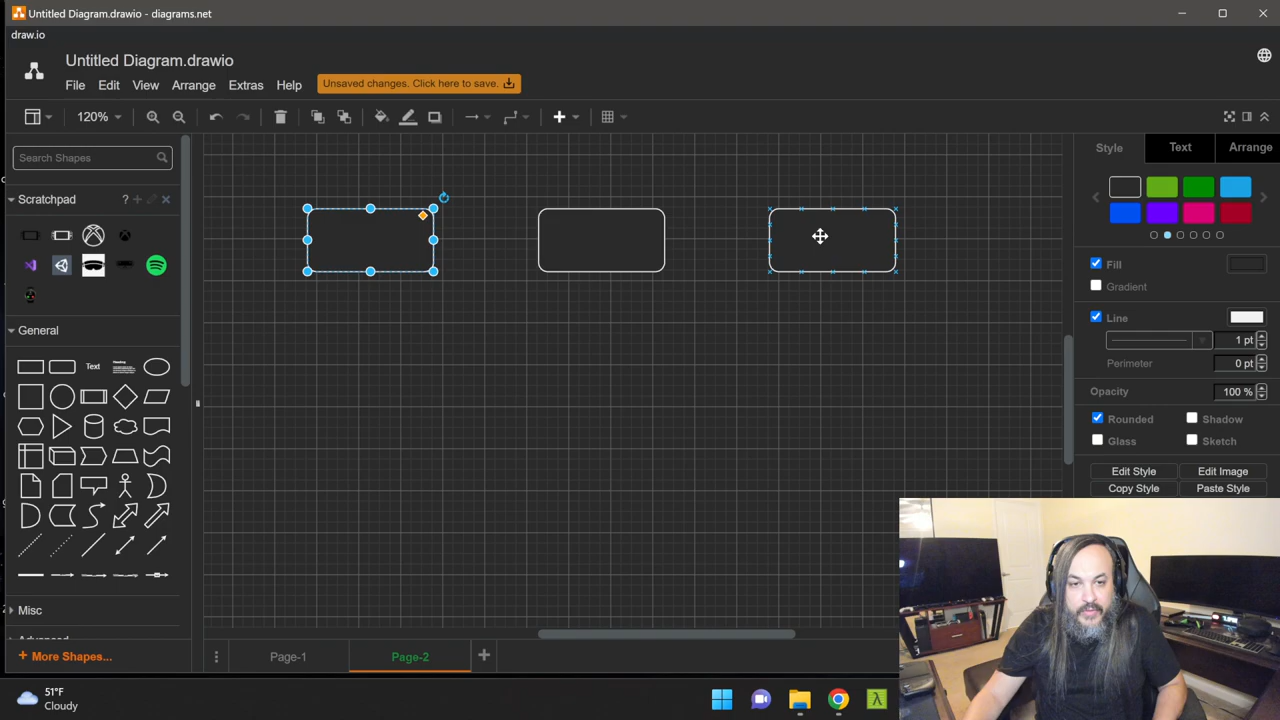 Untitled Diagram.drawio - diagrams.net
draw.io
Untitled Diagram.drawio
File Edit View Arrange Extras Help
Unsaved changes. Click here to save.
120%
Search Shapes
Scratchpad
?
General
Text
Heading
Misc
+ More Shapes...
Page-1
Page-2
Style Text Arrange
Fill
Gradient
Line
1 pt
Perimeter
0 pt
Opacity
100 %
Rounded
Shadow
Glass
Sketch
Edit Style
Edit Image
Copy Style
Paste Style
51°F
Cloudy